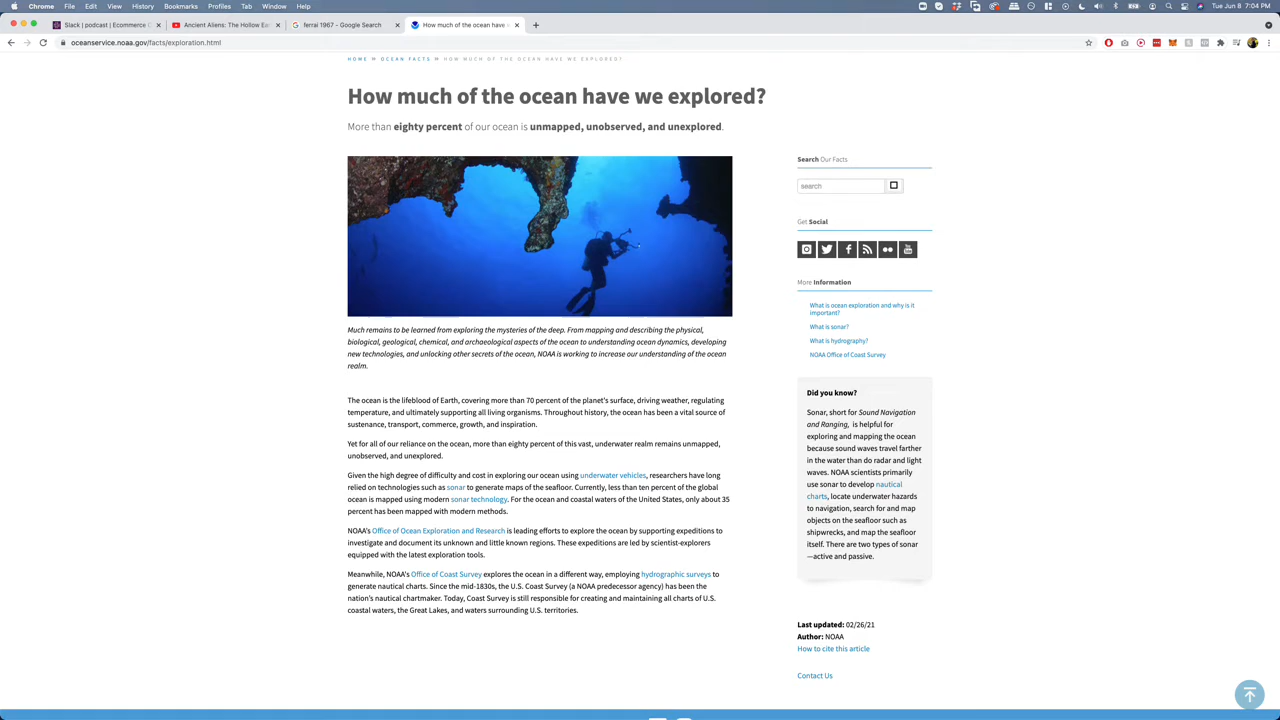 Chrome File Edit View History Bookmarks Profiles Tab Window Help Tue Jun 8 7:04 PM
Slack | podcast | Ecommerce C
Ancient Aliens: The Hollow Ea
ferrai 1967 - Google Search
How much of the ocean have w
oceanservice.noaa.gov/facts/exploration.html
HOME OCEAN FACTS HOW MUCH OF THE OCEAN HAVE WE EXPLORED?
How much of the ocean have we explored?
More than eighty percent of our ocean is unmapped, unobserved, and unexplored.
Much remains to be learned from exploring the mysteries of the deep. From mapping and describing the physical,
biological, geological, chemical, and archaeological aspects of the ocean to understanding ocean dynamics, developing
new technologies, and unlocking other secrets of the ocean, NOAA is working to increase our understanding of the ocean
realm.
The ocean is the lifeblood of Earth, covering more than 70 percent of the planet's surface, driving weather, regulating
temperature, and ultimately supporting all living organisms. Throughout history, the ocean has been a vital source of
sustenance, transport, commerce, growth, and inspiration.
Yet for all of our reliance on the ocean, more than eighty percent of this vast, underwater realm remains unmapped,
unobserved, and unexplored.
Given the high degree of difficulty and cost in exploring our ocean using underwater vehicles, researchers have long
relied on technologies such as sonar to generate maps of the seafloor. Currently, less than ten percent of the global
ocean is mapped using modern sonar technology. For the ocean and coastal waters of the United States, only about 35
percent has been mapped with modern methods.
NOAA's Office of Ocean Exploration and Research is leading efforts to explore the ocean by supporting expeditions to
investigate and document its unknown and little known regions. These expeditions are led by scientist-explorers
equipped with the latest exploration tools.
Meanwhile, NOAA's Office of Coast Survey explores the ocean in a different way, employing hydrographic surveys to
generate nautical charts. Since the mid-1830s, the U.S. Coast Survey (a NOAA predecessor agency) has been the
nation's nautical chartmaker. Today, Coast Survey is still responsible for creating and maintaining all charts of U.S.
coastal waters, the Great Lakes, and waters surrounding U.S. territories.
Search Our Facts
search
Get Social
More Information
What is ocean exploration and why is it
important?
What is sonar?
What is hydrography?
NOAA Office of Coast Survey
Did you know?
Sonar, short for Sound Navigation
and Ranging, is helpful for
exploring and mapping the ocean
because sound waves travel farther
in the water than do radar and light
waves. NOAA scientists primarily
use sonar to develop nautical
charts, locate underwater hazards
to navigation, search for and map
objects on the seafloor such as
shipwrecks, and map the seafloor
itself. There are two types of sonar
—active and passive.
Last updated: 02/26/21
Author: NOAA
How to cite this article
Contact Us